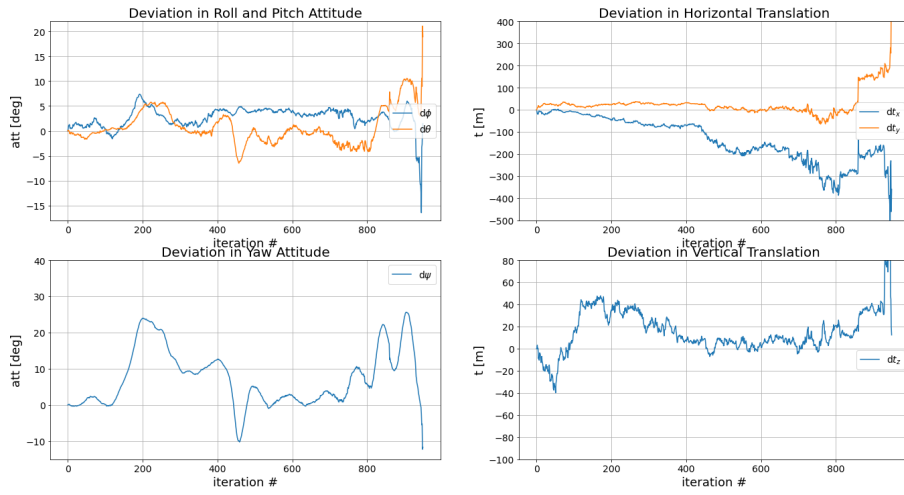 Deviation in Roll and Pitch Attitude
att [deg]
20
15
10
5
0
−5
−10
−15
0 200 400 600 800
iteration #
dϕ
dθ
Deviation in Horizontal Translation
t [m]
400
300
200
100
0
−100
−200
−300
−400
−500
0 200 400 600 800
iteration #
dtₓ
dt_y
Deviation in Yaw Attitude
att [deg]
40
30
20
10
0
−10
0 200 400 600 800
iteration #
dψ
Deviation in Vertical Translation
t [m]
80
60
40
20
0
−20
−40
−60
−80
−100
0 200 400 600 800
iteration #
dt_z